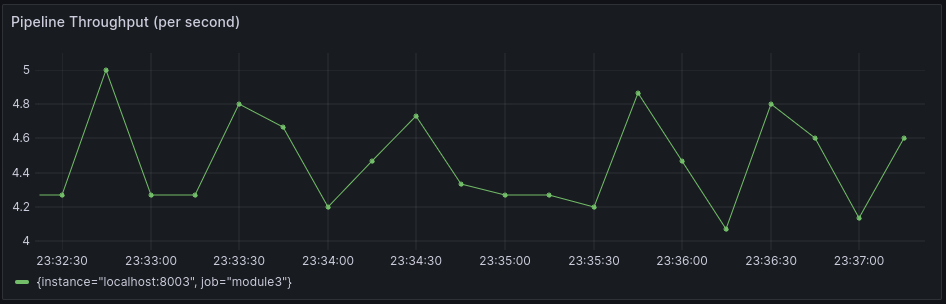 Pipeline Throughput (per second)
5
4.8
4.6
4.4
4.2
4
23:32:30 23:33:00 23:33:30 23:34:00 23:34:30 23:35:00 23:35:30 23:36:00 23:36:30 23:37:00
{instance="localhost:8003", job="module3"}